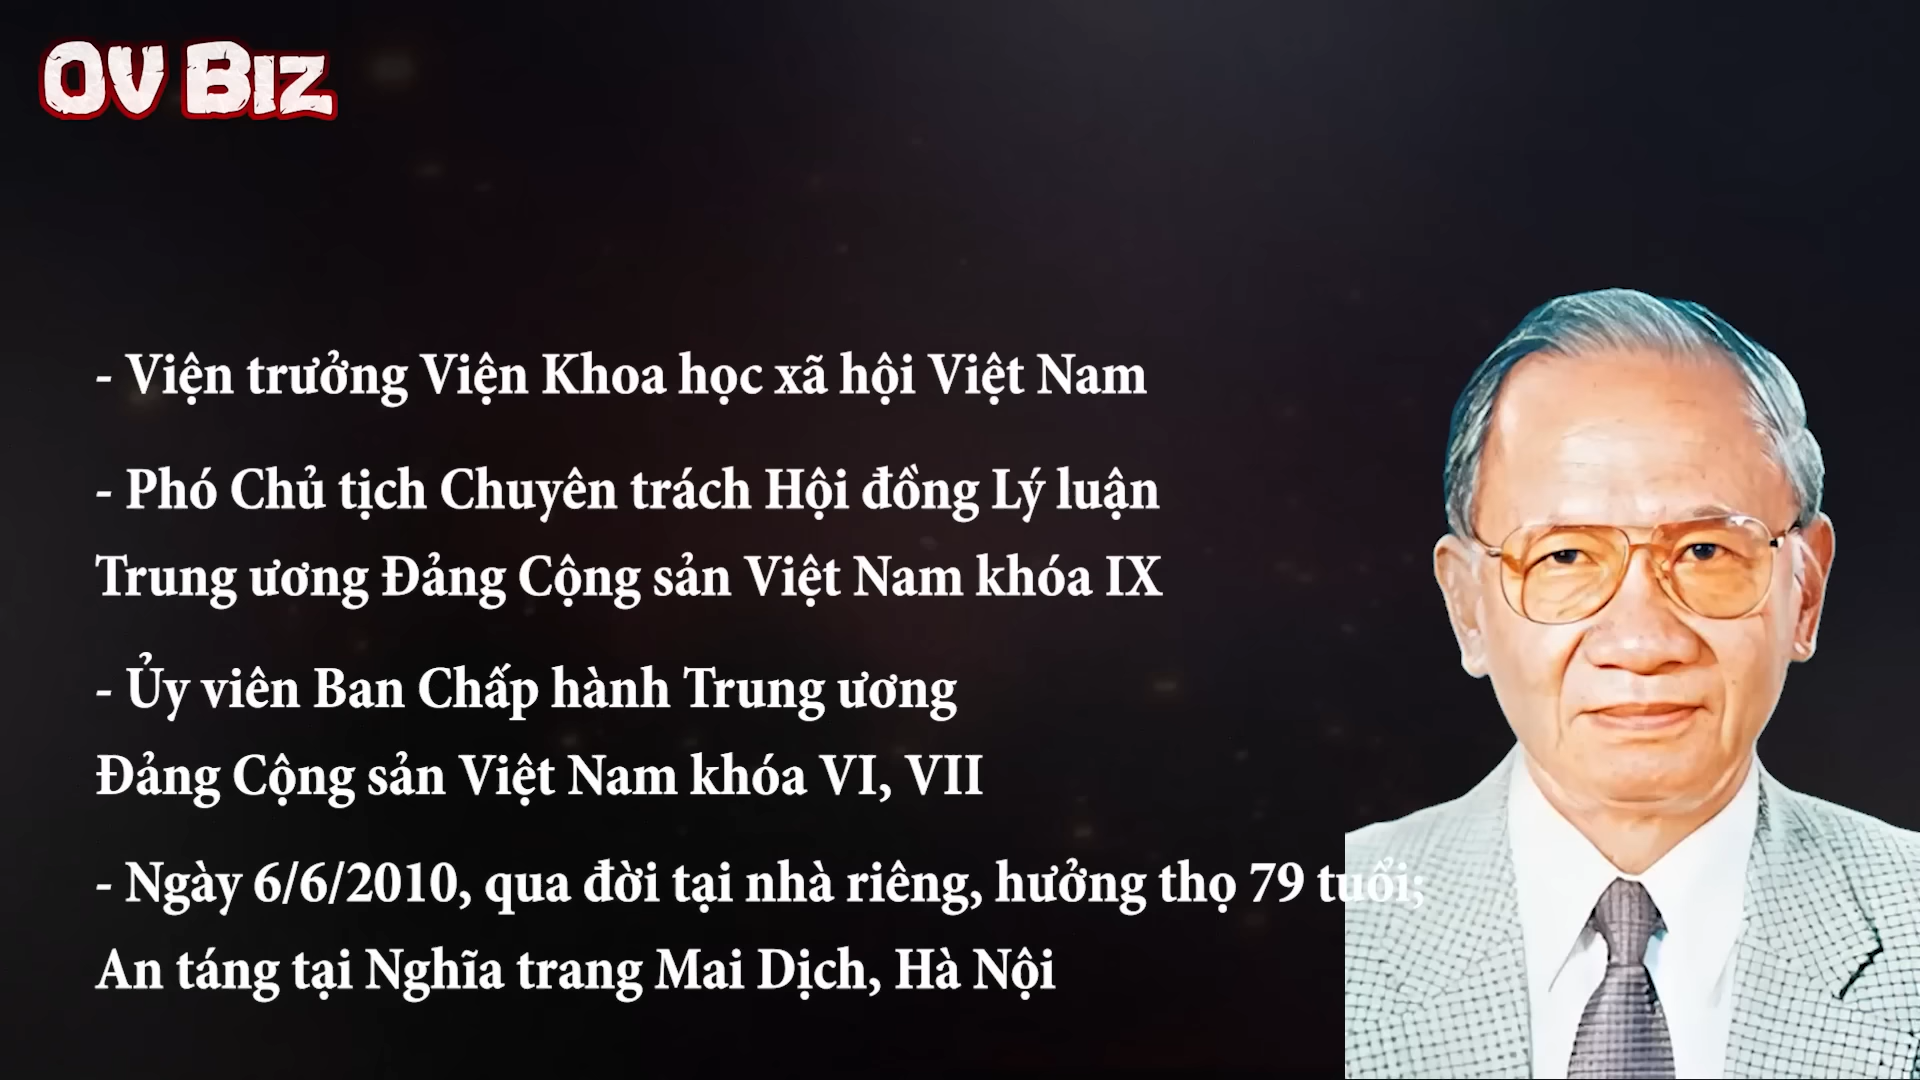 OV BIZ
- Viện trưởng Viện Khoa học xã hội Việt Nam
- Phó Chủ tịch Chuyên trách Hội đồng Lý luận
Trung ương Đảng Cộng sản Việt Nam khóa IX
- Ủy viên Ban Chấp hành Trung ương
Đảng Cộng sản Việt Nam khóa VI, VII
- Ngày 6/6/2010, qua đời tại nhà riêng, hưởng thọ 79 tuổi;
An táng tại Nghĩa trang Mai Dịch, Hà Nội